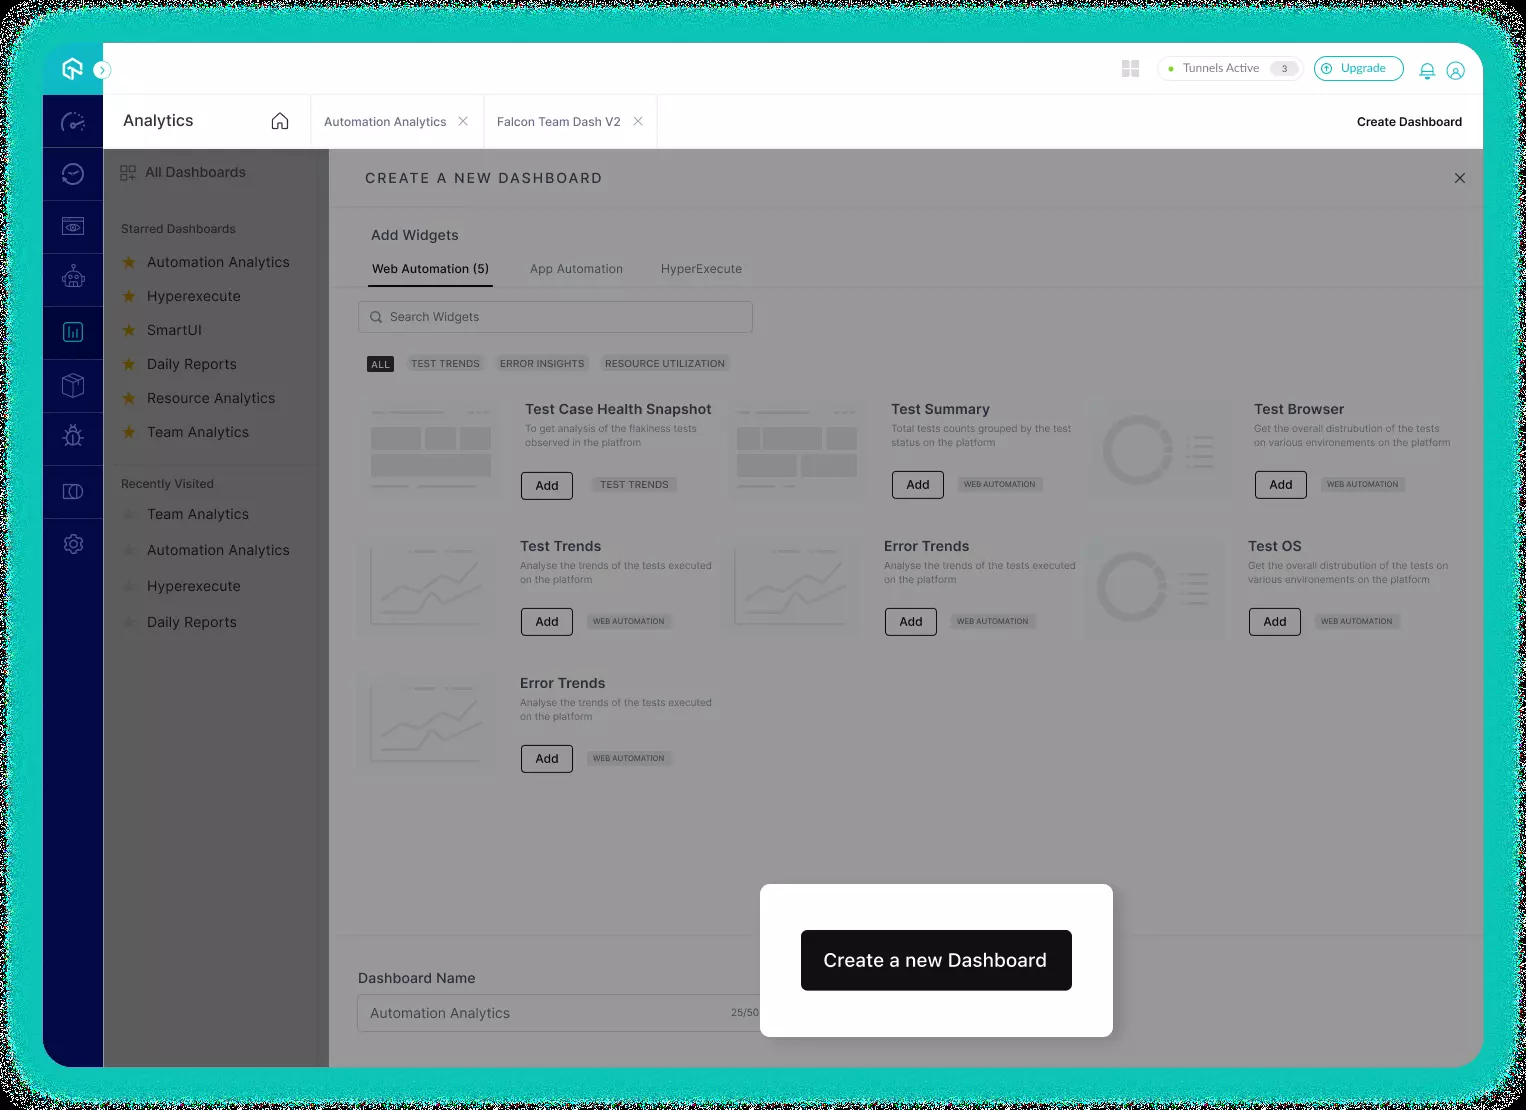 Tunnels Active 3
Upgrade
Analytics
Automation Analytics
Falcon Team Dash V2
Create Dashboard
All Dashboards
Starred Dashboards
Automation Analytics
Hyperexecute
SmartUI
Daily Reports
Resource Analytics
Team Analytics
Recently Visited
Team Analytics
Automation Analytics
Hyperexecute
Daily Reports
CREATE A NEW DASHBOARD
Add Widgets
Web Automation (5)
App Automation
HyperExecute
Search Widgets
ALL
TEST TRENDS
ERROR INSIGHTS
RESOURCE UTILIZATION
Test Case Health Snapshot
To get analysis of the flakiness tests
observed in the platfrom
Add
TEST TRENDS
Test Summary
Total tests counts grouped by the test
status on the platform
Add
WEB AUTOMATION
Test Browser
Get the overall distrubution of the tests
on various environements on the platform
Add
WEB AUTOMATION
Test Trends
Analyse the trends of the tests executed
on the platform
Add
WEB AUTOMATION
Error Trends
Analyse the trends of the tests executed
on the platform
Add
WEB AUTOMATION
Test OS
Get the overall distrubution of the tests on
various environements on the platform
Add
WEB AUTOMATION
Error Trends
Analyse the trends of the tests executed
on the platform
Add
WEB AUTOMATION
Dashboard Name
Automation Analytics
25/50
Create a new Dashboard